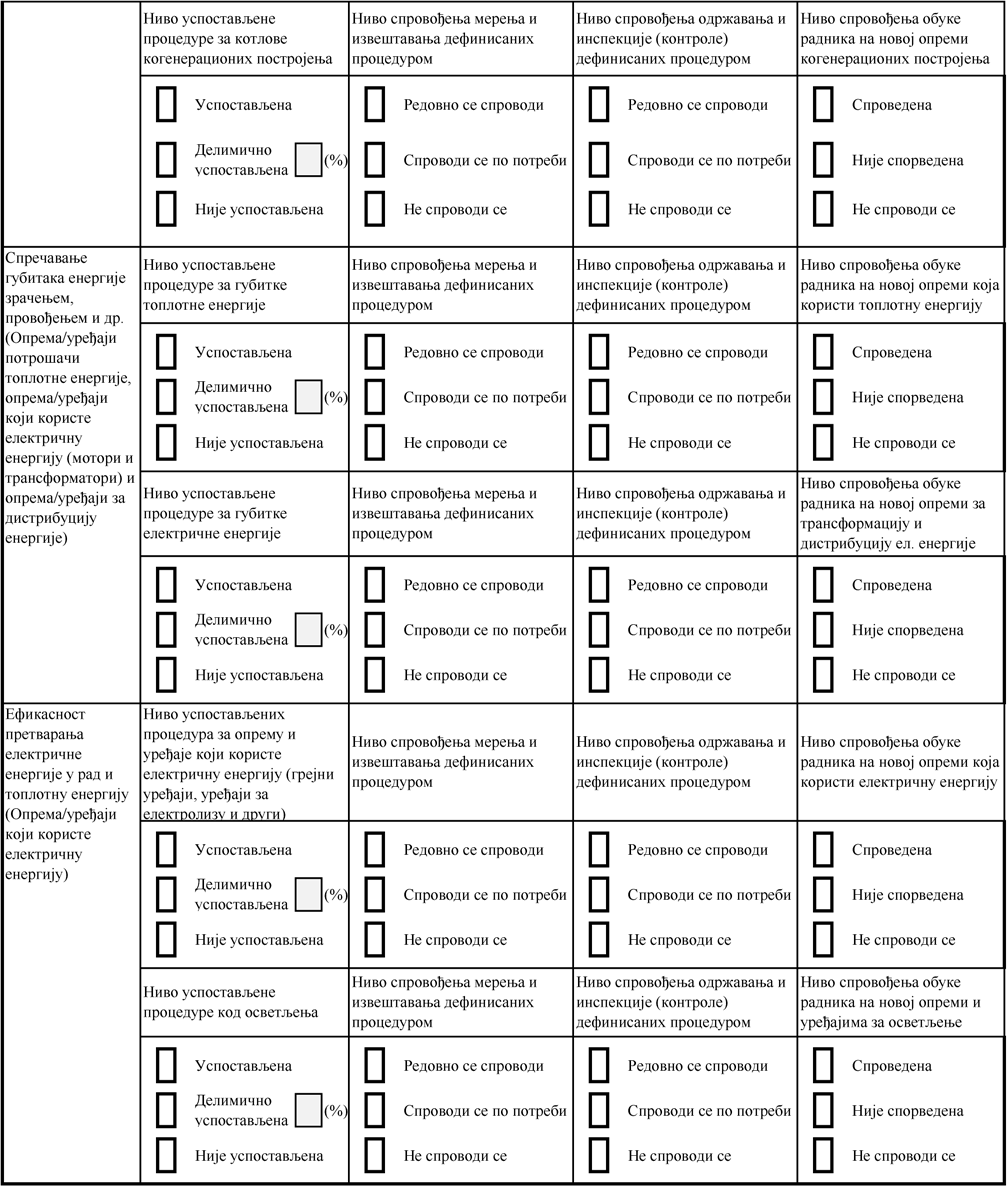 Ниво успостављене
процедуре за котлове
когенерационих постројења
Ниво спровођења мерења и
извештавања дефинисаних
процедуром
Ниво спровођења одржавања и
инспекције (контроле)
дефинисаних процедуром
Ниво спровођења обуке
радника на новој опреми
когенерационих постројења
Успостављена
Делимично
успостављена (%)
Није успостављена
Редовно се спроводи
Спроводи се по потреби
Не спроводи се
Редовно се спроводи
Спроводи се по потреби
Не спроводи се
Спроведена
Није спорведена
Не спроводи се
Спречавање
губитака енергије
зрачењем,
провођењем и др.
(Опрема/уређаји
потрошачи
топлотне енергије,
опрема/уређаји
који користе
електричну
енергију (мотори и
трансформатори) и
опрема/уређаји за
дистрибуцију
енергије)
Ниво успостављене
процедуре за губитке
топлотне енергије
Ниво спровођења мерења и
извештавања дефинисаних
процедуром
Ниво спровођења одржавања и
инспекције (контроле)
дефинисаних процедуром
Ниво спровођења обуке
радника на новој опреми која
користи топлотну енергију
Успостављена
Делимично
успостављена (%)
Није успостављена
Редовно се спроводи
Спроводи се по потреби
Не спроводи се
Редовно се спроводи
Спроводи се по потреби
Не спроводи се
Спроведена
Није спорведена
Не спроводи се
Ниво успостављене
процедуре за губитке
електричне енергије
Ниво спровођења мерења и
извештавања дефинисаних
процедуром
Ниво спровођења одржавања и
инспекције (контроле)
дефинисаних процедуром
Ниво спровођења обуке
радника на новој опреми за
трансформацију и
дистрибуцију ел. енергије
Успостављена
Делимично
успостављена (%)
Није успостављена
Редовно се спроводи
Спроводи се по потреби
Не спроводи се
Редовно се спроводи
Спроводи се по потреби
Не спроводи се
Спроведена
Није спорведена
Не спроводи се
Ефикасност
претварања
електричне
енергије у рад и
топлотну енергију
(Опрема/уређаји
који користе
електричну
енергију)
Ниво успостављених
процедура за опрему и
уређаје који користе
електричну енергију (грејни
уређаји, уређаји за
електролизу и други)
Ниво спровођења мерења и
извештавања дефинисаних
процедуром
Ниво спровођења одржавања и
инспекције (контроле)
дефинисаних процедуром
Ниво спровођења обуке
радника на новој опреми која
користи електричну енергију
Успостављена
Делимично
успостављена (%)
Није успостављена
Редовно се спроводи
Спроводи се по потреби
Не спроводи се
Редовно се спроводи
Спроводи се по потреби
Не спроводи се
Спроведена
Није спорведена
Не спроводи се
Ниво успостављене
процедуре код осветљења
Ниво спровођења мерења и
извештавања дефинисаних
процедуром
Ниво спровођења одржавања и
инспекције (контроле)
дефинисаних процедуром
Ниво спровођења обуке
радника на новој опреми и
уређајима за осветљење
Успостављена
Делимично
успостављена (%)
Није успостављена
Редовно се спроводи
Спроводи се по потреби
Не спроводи се
Редовно се спроводи
Спроводи се по потреби
Не спроводи се
Спроведена
Није спорведена
Не спроводи се